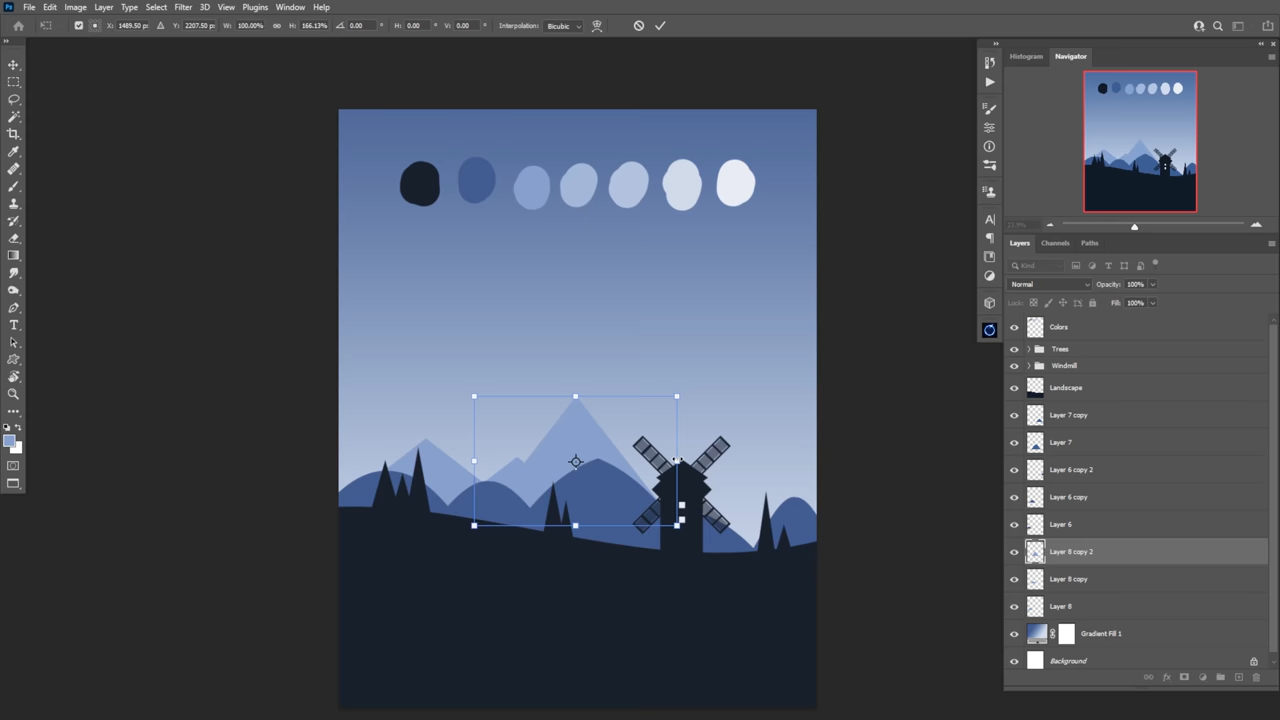 Ps File Edit Image Layer Type Select Filter 3D View Plugins Window Help
X: 1489.50 px Y: 2207.50 px W: 100.00% H: 166.13% 0.00 ° H: 0.00 ° V: 0.00 ° Interpolation: Bicubic
Histogram Navigator
Layers Channels Paths
Kind
Normal Opacity: 100%
Lock: Fill: 100%
Colors
Trees
Windmill
Landscape
Layer 7 copy
Layer 7
Layer 6 copy 2
Layer 6 copy
Layer 6
Layer 8 copy 2
Layer 8 copy
Layer 8
Gradient Fill 1
Background